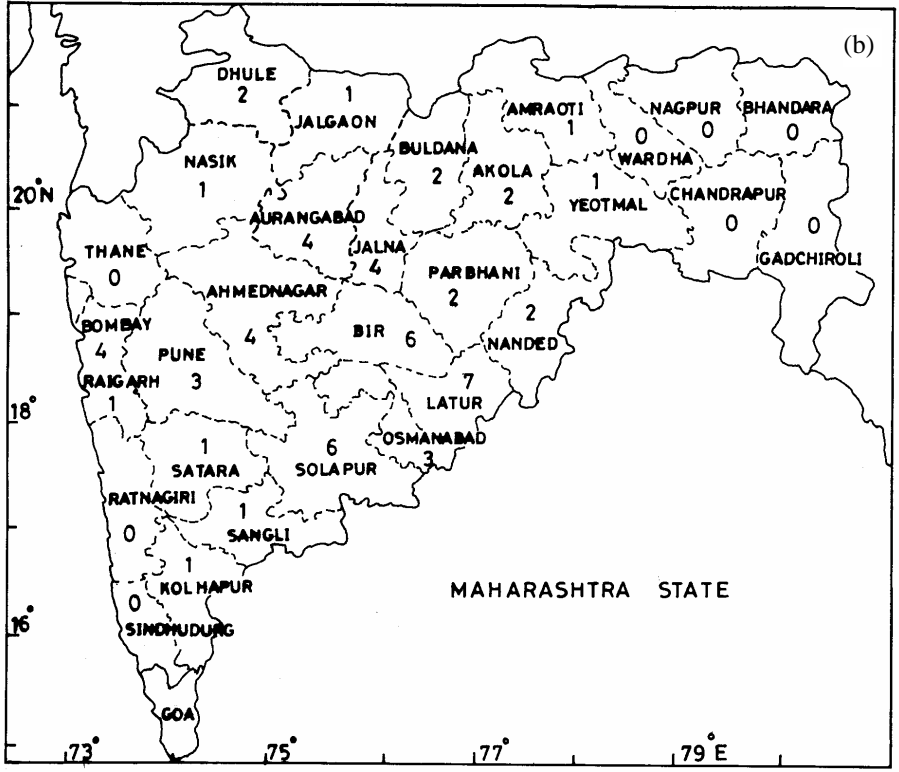 (b)
DHULE
2
1
JALGAON
AMRAOTI
1
NAGPUR
0
BHANDARA
0
0
WARDHA
NASIK
1
BULDANA
2
AKOLA
2
1
YEOTMAL
CHANDRAPUR
0
0
GADCHIROLI
20°N
AURANGABAD
4
JALNA
4
THANE
0
PARBHANI
2
AHMEDNAGAR
4
BIR
6
2
NANDED
BOMBAY
4
PUNE
3
RAIGARH
1
7
LATUR
18°
OSMANABAD
3
1
SATARA
6
SOLAPUR
RATNAGIRI
0
1
SANGLI
1
KOLHAPUR
MAHARASHTRA STATE
0
SINDHUDURG
16°
GOA
73°
75°
77°
79°E